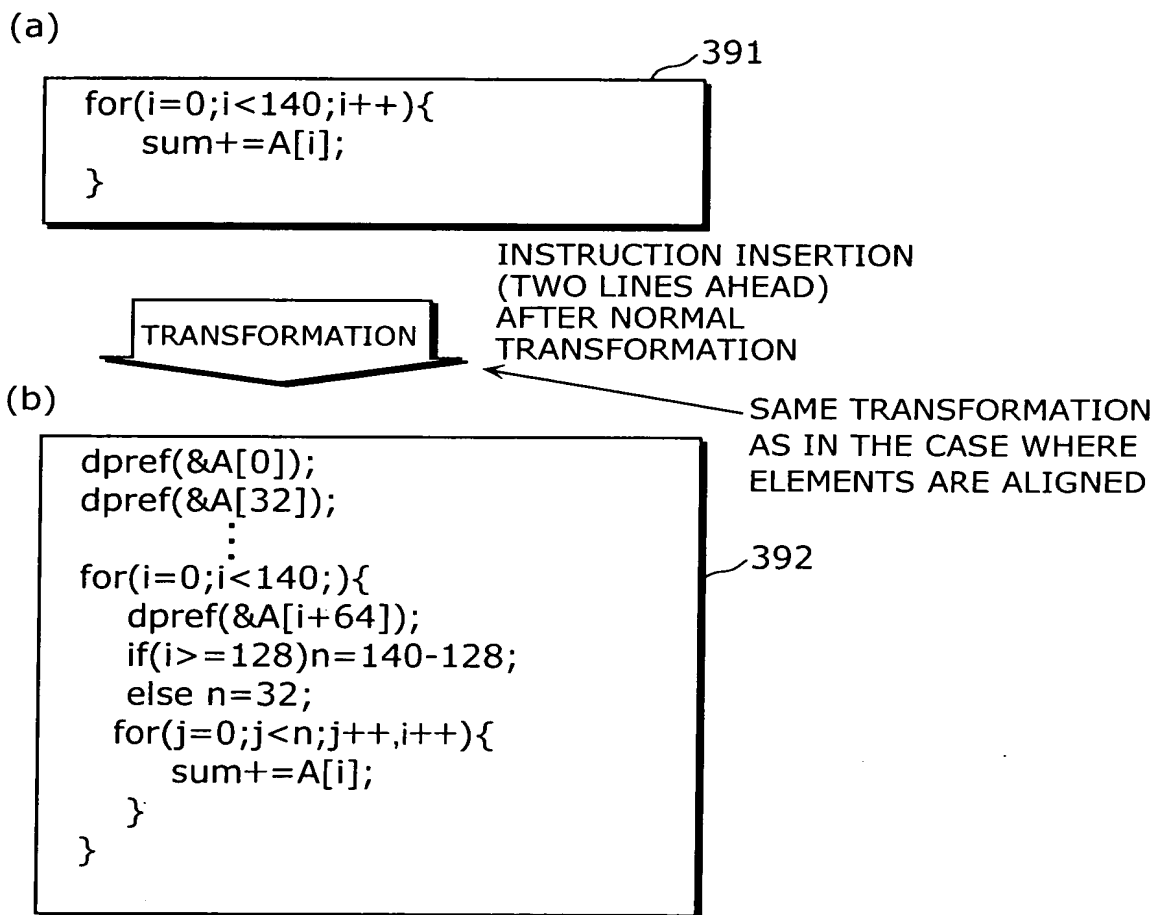 (a)
391
for(i=0;i<140;i++){
sum+=A[i];
}
INSTRUCTION INSERTION
(TWO LINES AHEAD)
AFTER NORMAL
TRANSFORMATION
TRANSFORMATION
SAME TRANSFORMATION
AS IN THE CASE WHERE
ELEMENTS ARE ALIGNED
(b)
392
dpref(&A[0]);
dpref(&A[32]);
⋮
for(i=0;i<140;){
dpref(&A[i+64]);
if(i>=128)n=140-128;
else n=32;
for(j=0;j<n;j++,i++){
sum+=A[i];
}
}